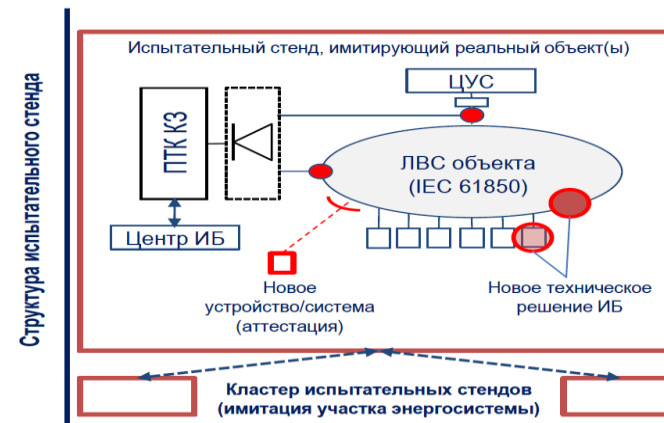 Структура испытательного стенда
Испытательный стенд, имитирующий реальный объект(ы)
ЦУС
ПТК КЗ
ЛВС объекта
(IEC 61850)
Центр ИБ
Новое
устройство/система
(аттестация)
Новое техническое
решение ИБ
Кластер испытательных стендов
(имитация участка энергосистемы)